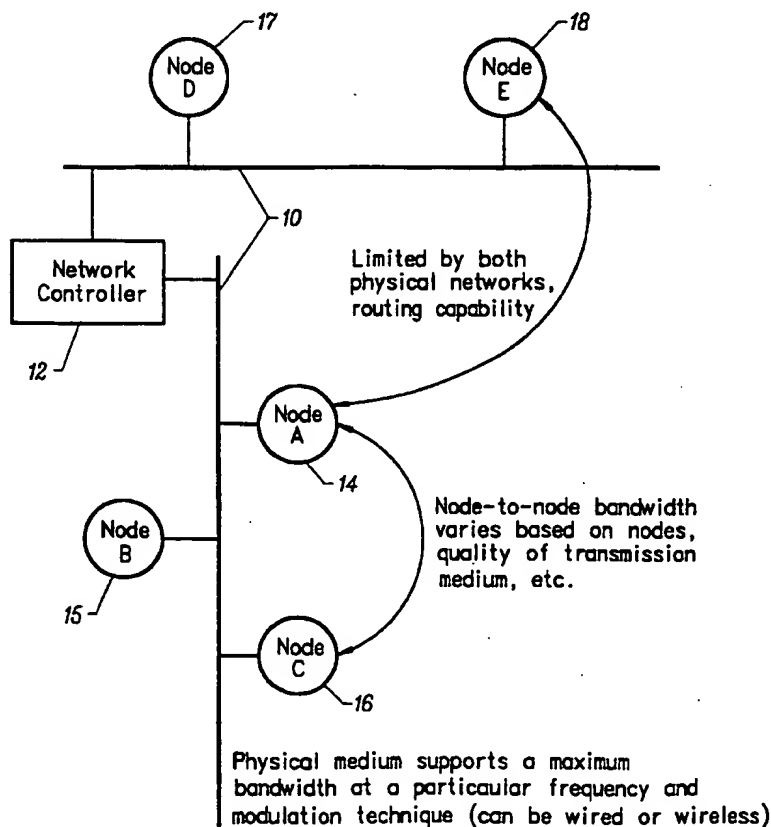 17
18
Node
D
Node
E
10
Network
Controller
12
Limited by both
physical networks,
routing capability
Node
A
14
Node
B
15
Node-to-node bandwidth
varies based on nodes,
quality of transmission
medium, etc.
Node
C
16
Physical medium supports a maximum
bandwidth at a particaular frequency and
modulation technique (can be wired or wireless)